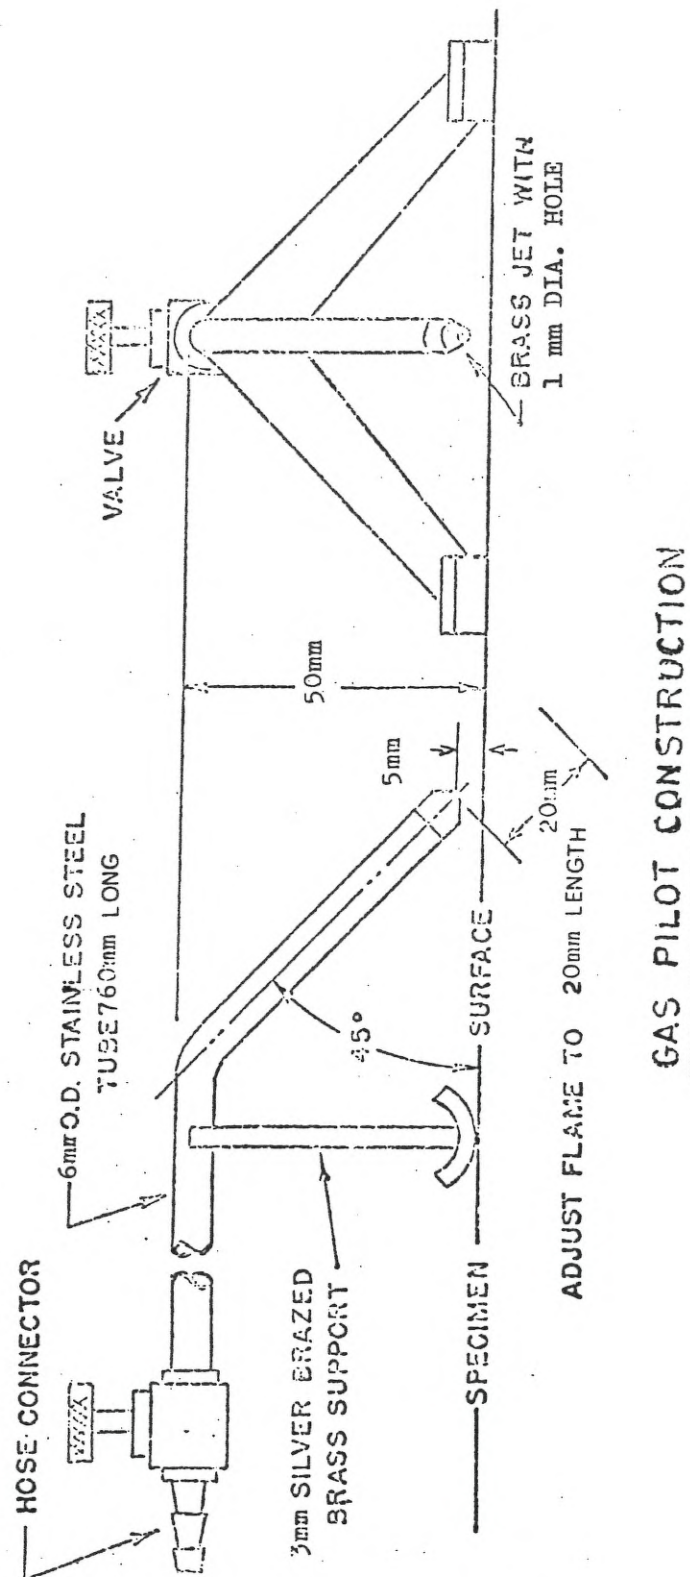 HOSE CONNECTOR
6mm O.D. STAINLESS STEEL
TUBE 760mm LONG
VALVE
3mm SILVER BRAZED
BRASS SUPPORT
45°
50mm
5mm
20mm
SPECIMEN
SURFACE
BRASS JET WITH
1 mm DIA. HOLE
ADJUST FLAME TO 20mm LENGTH
GAS PILOT CONSTRUCTION